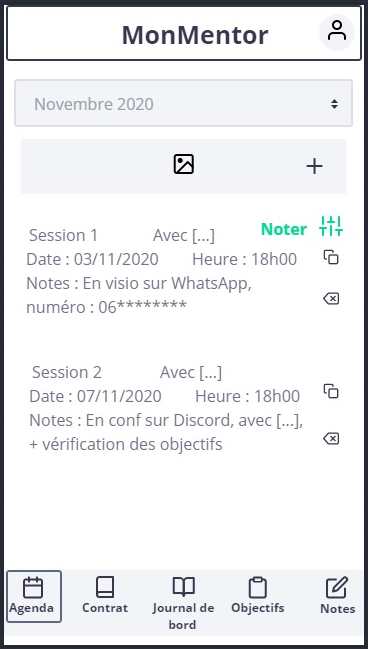 MonMentor
Novembre 2020
Noter
Session 1 Avec [...]
Date : 03/11/2020 Heure : 18h00
Notes : En visio sur WhatsApp,
numéro : 06********
Session 2 Avec [...]
Date : 07/11/2020 Heure : 18h00
Notes : En conf sur Discord, avec [...],
+ vérification des objectifs
Agenda
Contrat
Journal de
bord
Objectifs
Notes